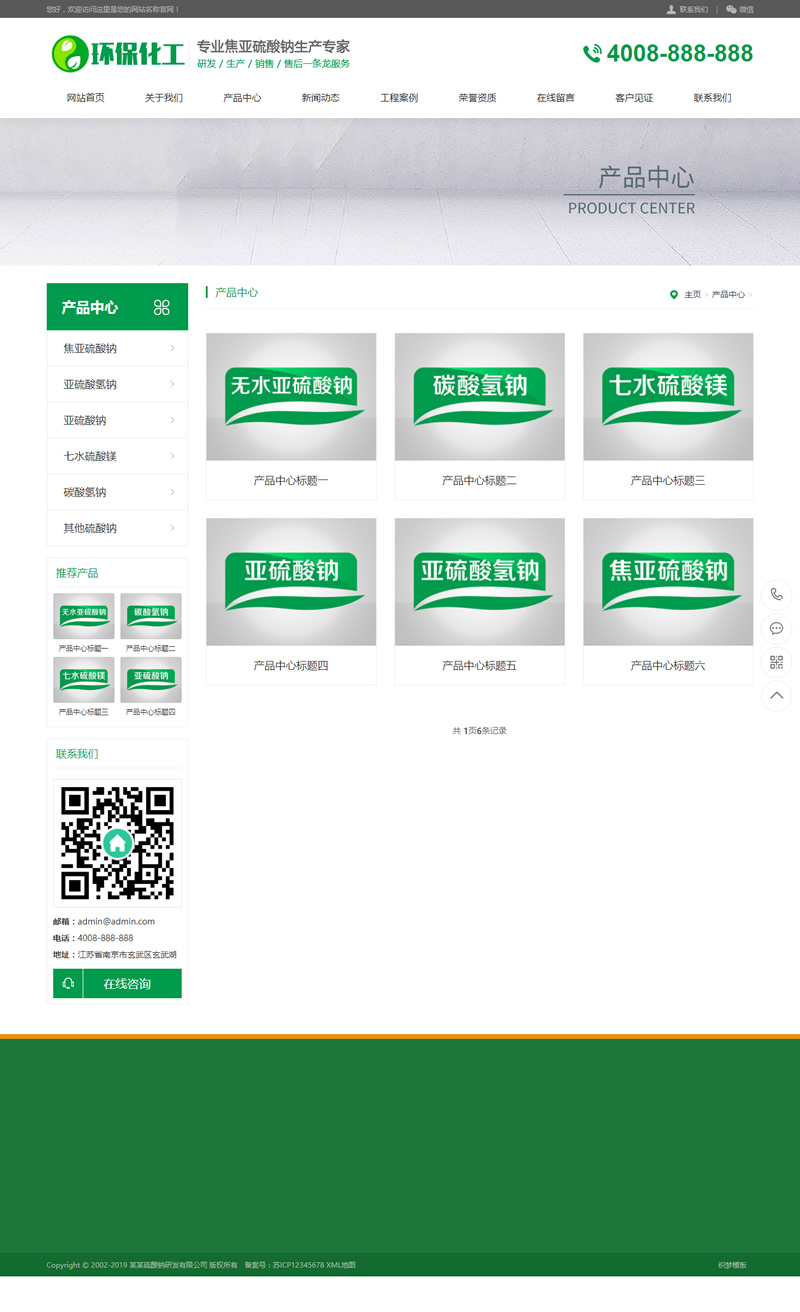 您好，欢迎访问这里是您的网站名称官网！
联系我们 | 微信
环保化工
专业焦亚硫酸钠生产专家
研发 / 生产 / 销售 / 售后一条龙服务
4008-888-888
网站首页 关于我们 产品中心 新闻动态 工程案例 荣誉资质 在线留言 客户见证 联系我们
产品中心
PRODUCT CENTER
产品中心
焦亚硫酸钠
亚硫酸氢钠
亚硫酸钠
七水硫酸镁
碳酸氢钠
其他硫酸钠
推荐产品
无水亚硫酸钠 碳酸氢钠
产品中心标题一 产品中心标题二
七水硫酸镁 亚硫酸钠
产品中心标题三 产品中心标题四
联系我们
邮箱：admin@admin.com
电话：4008-888-888
地址：江苏省南京市玄武区玄武湖
在线咨询
产品中心
主页 > 产品中心 >
无水亚硫酸钠 碳酸氢钠 七水硫酸镁
产品中心标题一 产品中心标题二 产品中心标题三
亚硫酸钠 亚硫酸氢钠 焦亚硫酸钠
产品中心标题四 产品中心标题五 产品中心标题六
共 1页6条记录
Copyright © 2002-2019 某某硫酸钠研发有限公司 版权所有 备案号：苏ICP12345678 XML地图
织梦模板